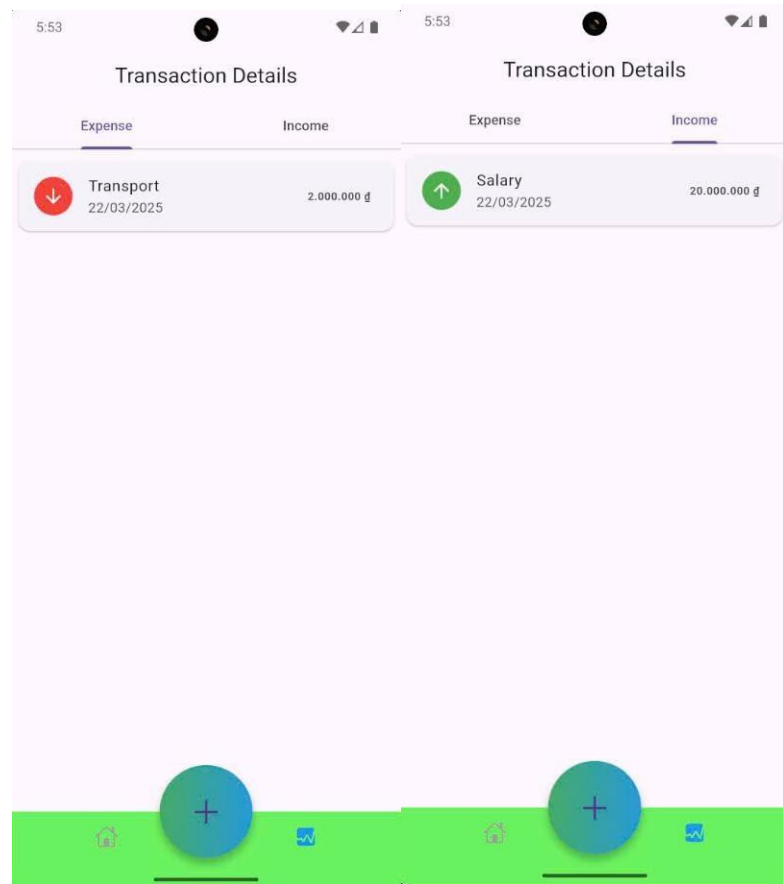 5:53
Transaction Details
Expense Income
Transport
22/03/2025
2.000.000 ₫
5:53
Transaction Details
Expense Income
Salary
22/03/2025
20.000.000 ₫